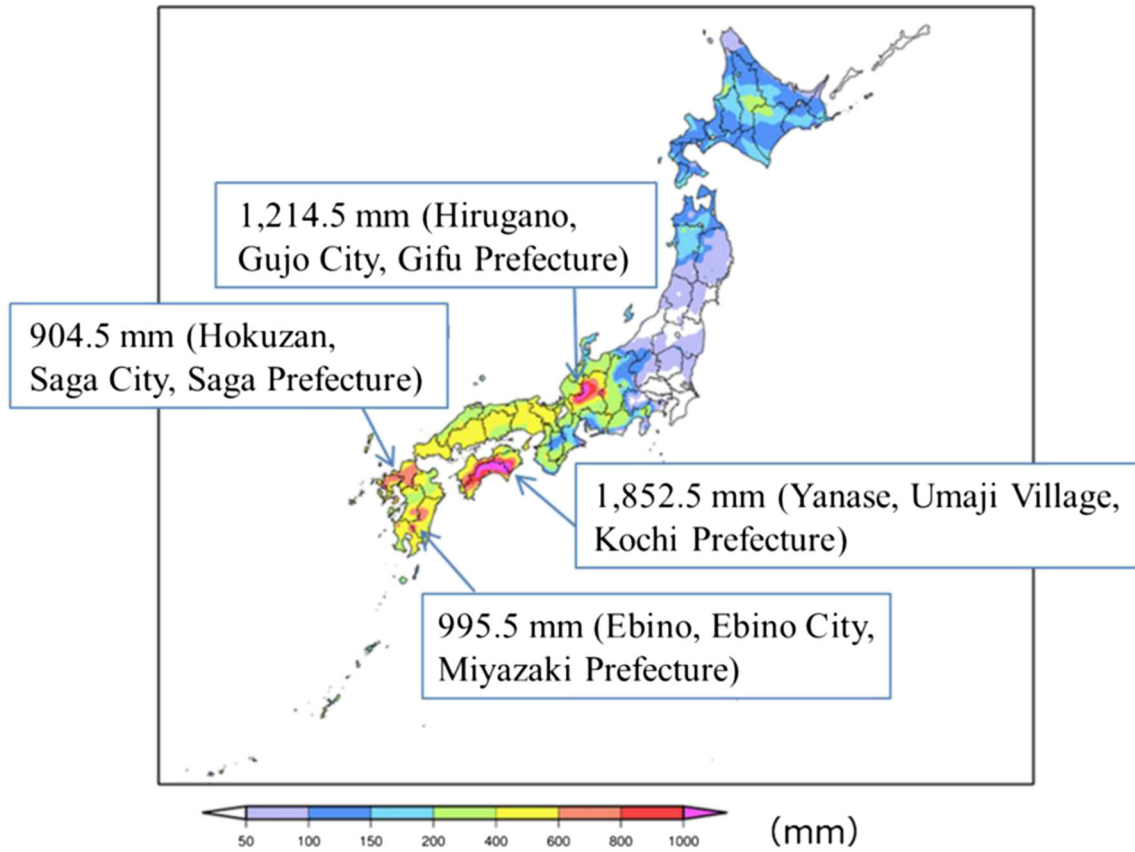 1,214.5 mm (Hirugano,
Gujo City, Gifu Prefecture)
904.5 mm (Hokuzan,
Saga City, Saga Prefecture)
1,852.5 mm (Yanase, Umaji Village,
Kochi Prefecture)
995.5 mm (Ebino, Ebino City,
Miyazaki Prefecture)
50 100 150 200 400 600 800 1000 (mm)